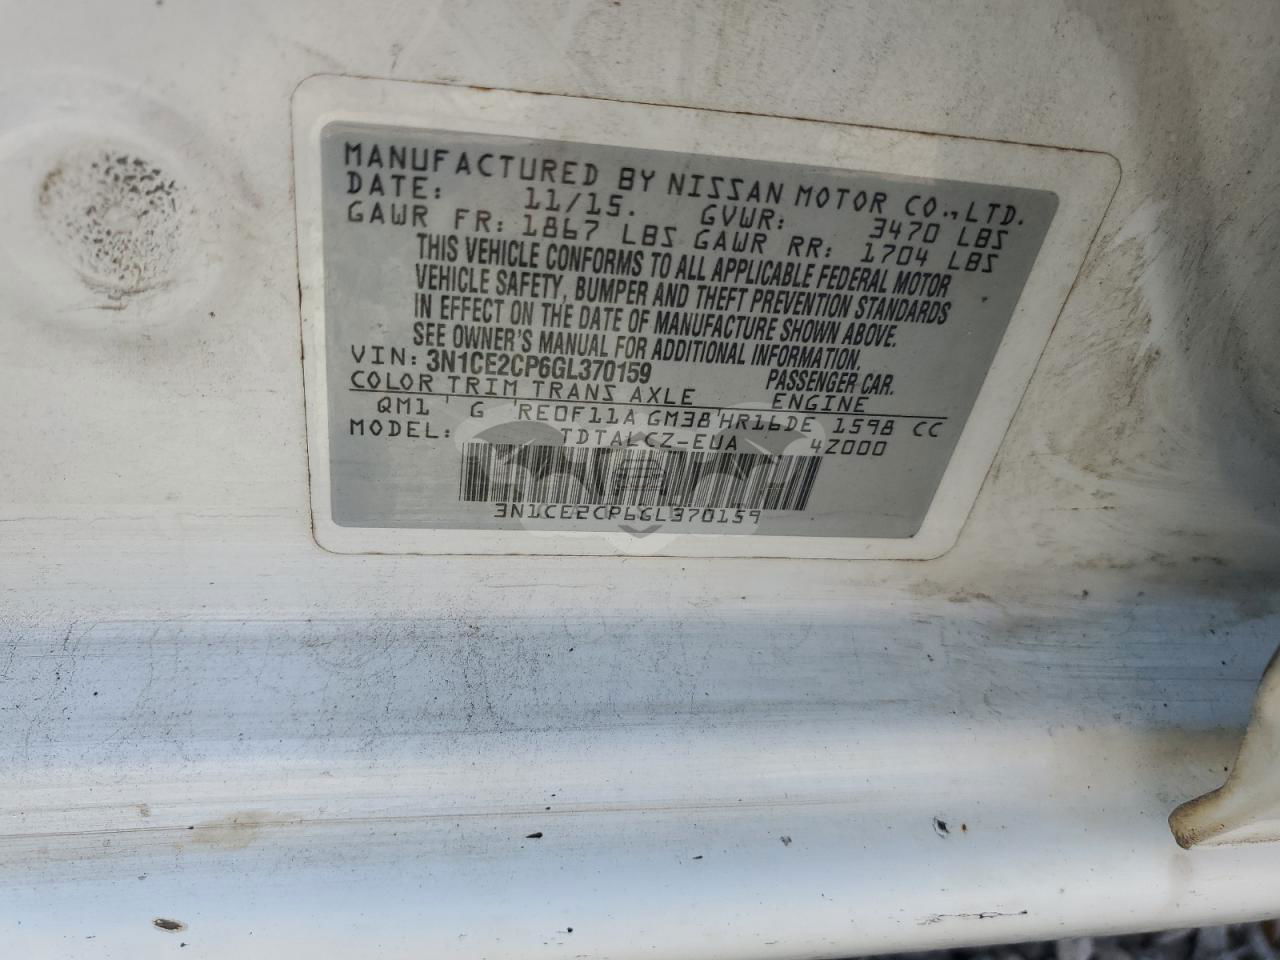 MANUFACTURED BY NISSAN MOTOR CO., LTD.
DATE: 11/15. GVWR: 3470 LBS
GAWR FR: 1867 LBS GAWR RR: 1704 LBS
THIS VEHICLE CONFORMS TO ALL APPLICABLE FEDERAL MOTOR
VEHICLE SAFETY, BUMPER AND THEFT PREVENTION STANDARDS
IN EFFECT ON THE DATE OF MANUFACTURE SHOWN ABOVE.
SEE OWNER'S MANUAL FOR ADDITIONAL INFORMATION.
VIN: 3N1CE2CP6GL370159 PASSENGER CAR.
COLOR TRIM TRANS AXLE ENGINE
QM1 G RE0F11A GM38 HR16DE 1598 CC
MODEL: TDTALCZ-EUA 4Z000
3N1CE2CP6GL370159